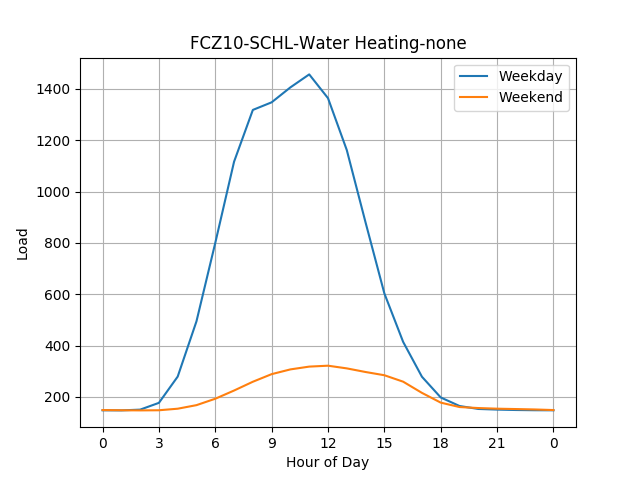 FCZ10-SCHL-Water Heating-none
Weekday
Weekend
1400
1200
1000
800
600
400
200
Load
0 3 6 9 12 15 18 21 0
Hour of Day